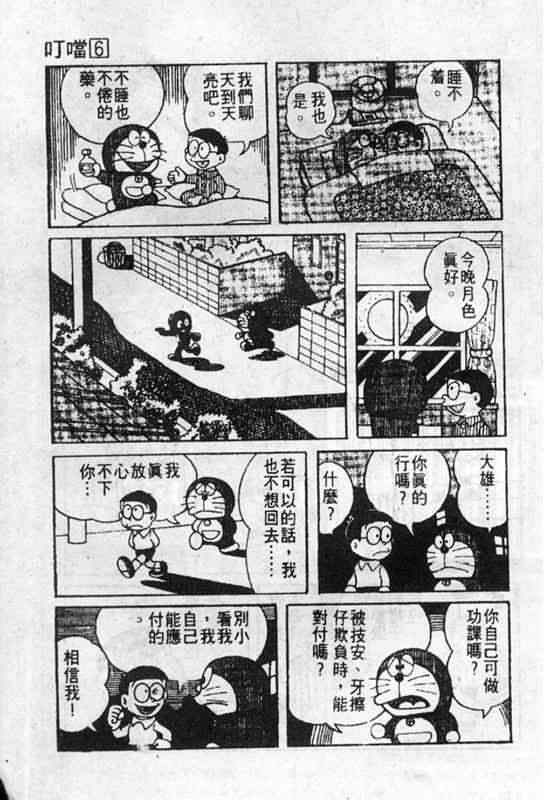 叮噹6
睡不
着。
我也
是。
我們聊
天到天
亮吧。
不睡也
不倦的
藥。
今晚月色
眞好。
大雄……
你眞的
行嗎？
什麼？
若可以的話，我
也不想回去……
我眞放心不下
你…
你自己可做
功課嗎？
被技安、牙擦
仔欺負時，能
對付嗎？
別小
看我
，我
自己
能應
付的
相信我！